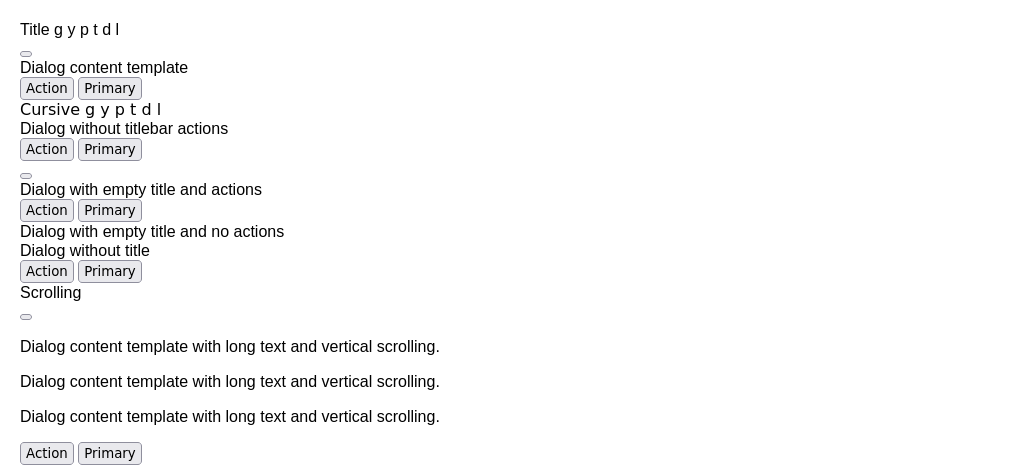 Title g y p t d l
Dialog content template
Action Primary
Cursive g y p t d l
Dialog without titlebar actions
Action Primary
Dialog with empty title and actions
Action Primary
Dialog with empty title and no actions
Dialog without title
Action Primary
Scrolling
Dialog content template with long text and vertical scrolling.
Dialog content template with long text and vertical scrolling.
Dialog content template with long text and vertical scrolling.
Action Primary